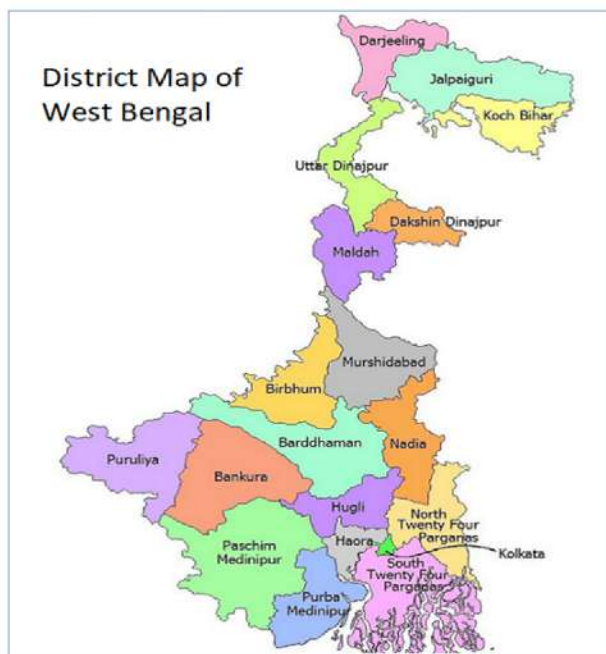 District Map of
West Bengal
Darjeeling
Jalpaiguri
Koch Bihar
Uttar Dinajpur
Dakshin Dinajpur
Maldah
Murshidabad
Birbhum
Barddhaman
Nadia
Puruliya
Bankura
Hugli
North
Twenty Four
Parganas
Haora
Kolkata
Paschim
Medinipur
South
Twenty Four
Parganas
Purba
Medinipur